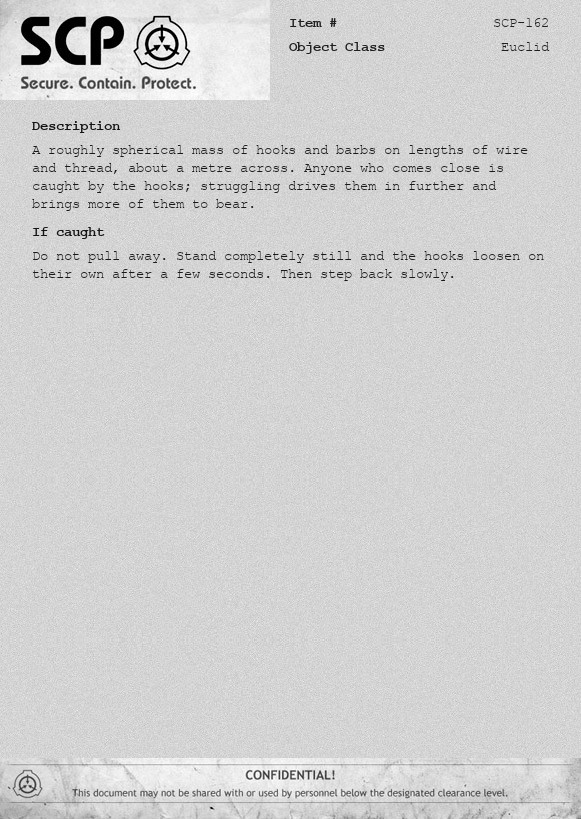 SCP
Secure. Contain. Protect.
Item # SCP-162
Object Class Euclid
Description
A roughly spherical mass of hooks and barbs on lengths of wire
and thread, about a metre across. Anyone who comes close is
caught by the hooks; struggling drives them in further and
brings more of them to bear.
If caught
Do not pull away. Stand completely still and the hooks loosen on
their own after a few seconds. Then step back slowly.
CONFIDENTIAL!
This document may not be shared with or used by personnel below the designated clearance level.